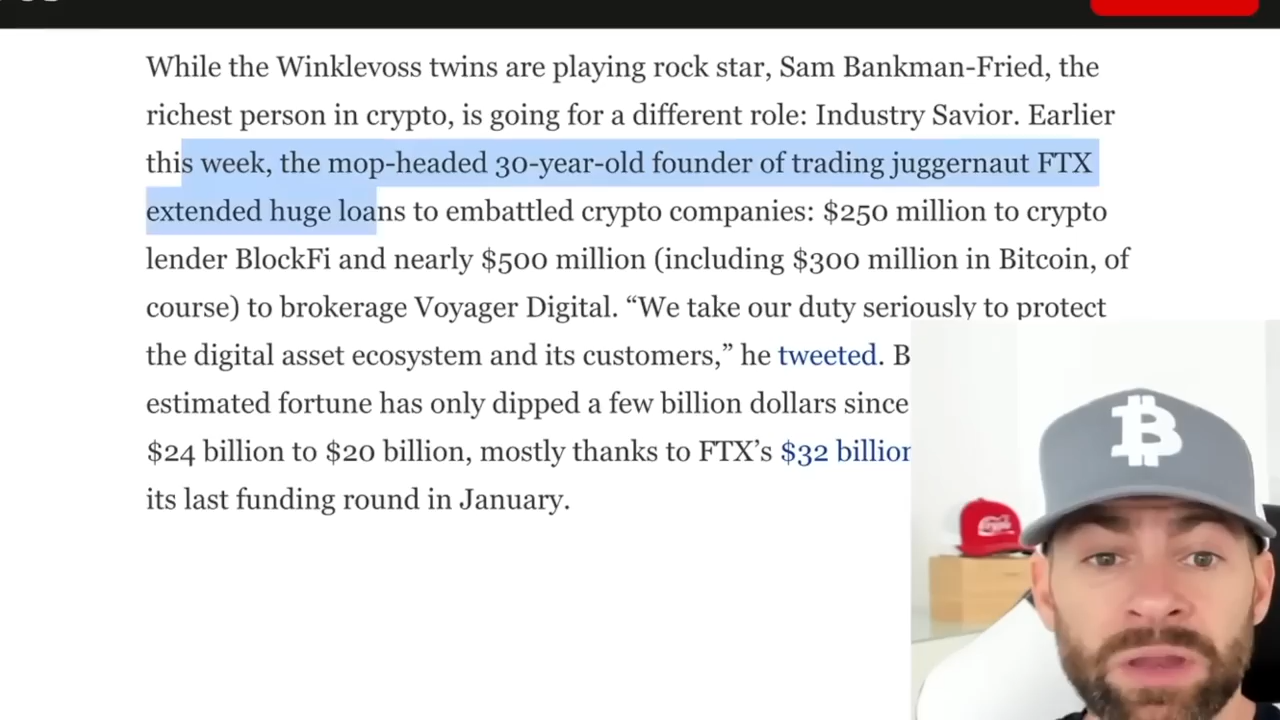 While the Winklevoss twins are playing rock star, Sam Bankman-Fried, the
richest person in crypto, is going for a different role: Industry Savior. Earlier
this week, the mop-headed 30-year-old founder of trading juggernaut FTX
extended huge loans to embattled crypto companies: $250 million to crypto
lender BlockFi and nearly $500 million (including $300 million in Bitcoin, of
course) to brokerage Voyager Digital. “We take our duty seriously to protect
the digital asset ecosystem and its customers,” he tweeted. B
estimated fortune has only dipped a few billion dollars since
$24 billion to $20 billion, mostly thanks to FTX’s $32 billion
its last funding round in January.
Crypto